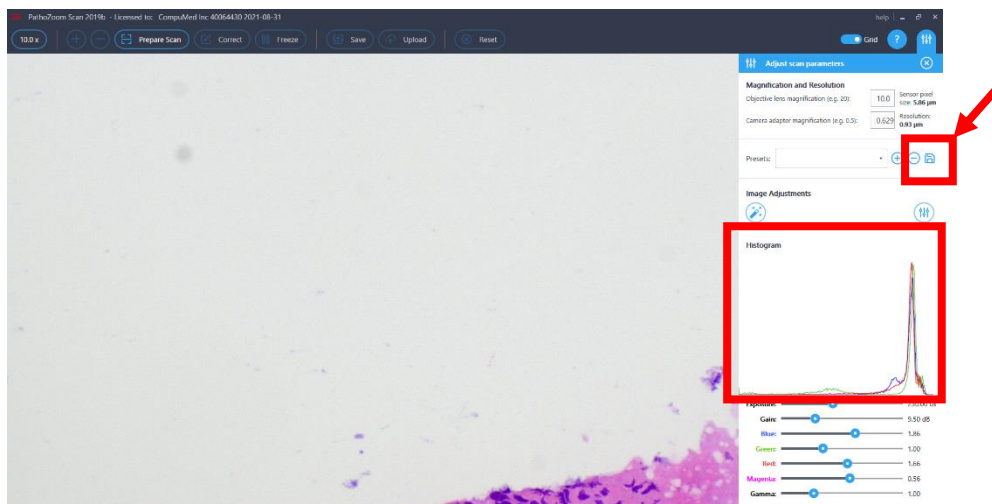 PathoZoom Scan 2019b - Licensed to: CompuMed Inc 40064430 2021-08-31
help
10.0 x Prepare Scan Correct Freeze Save Upload Reset Grid ?
Adjust scan parameters
Magnification and Resolution
Objective lens magnification (e.g. 20): 10.0 Sensor pixel size: 5.86 µm
Camera adapter magnification (e.g. 0.5): 0.629 Resolution: 0.93 µm
Presets:
Image Adjustments
Histogram
Exposure:
Gain: 9.50 dB
Blue: 1.86
Green: 1.00
Red: 1.66
Magenta: 0.56
Gamma: 1.00